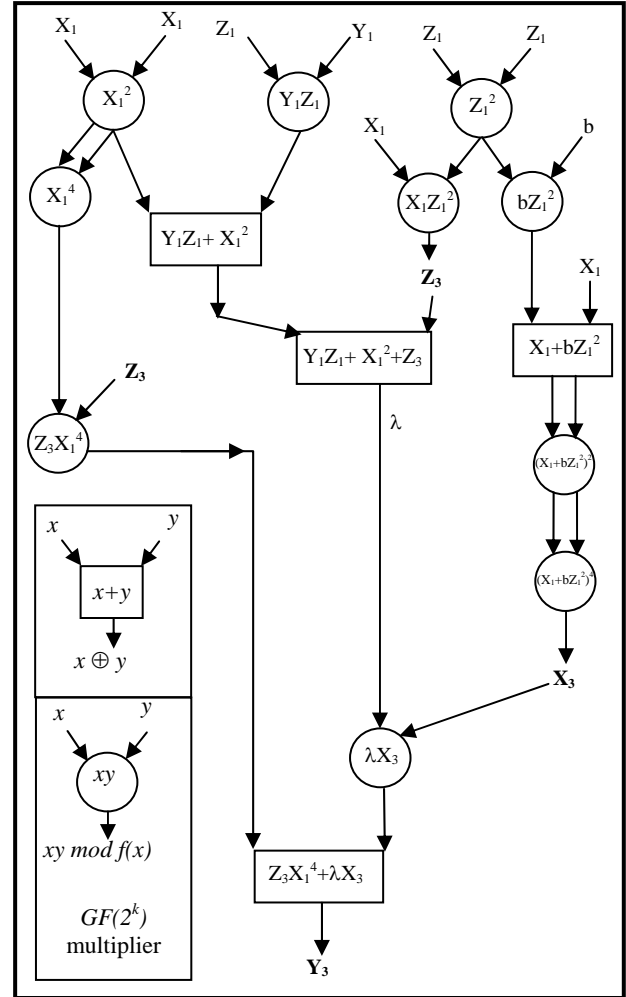 X₁ X₁ Z₁ Y₁ Z₁ Z₁
X₁² Y₁Z₁ Z₁²
X₁ b
X₁⁴ X₁Z₁² bZ₁²
Y₁Z₁+ X₁²
Z₃ X₁
Y₁Z₁+ X₁²+Z₃ X₁+bZ₁²
Z₃
λ
Z₃X₁⁴ (X₁+bZ₁²)²
x y
x+y (X₁+bZ₁²)⁴
x ⊕ y
X₃
x y
xy λX₃
xy mod f(x)
Z₃X₁⁴+λX₃
GF(2ᵏ)
multiplier
Y₃